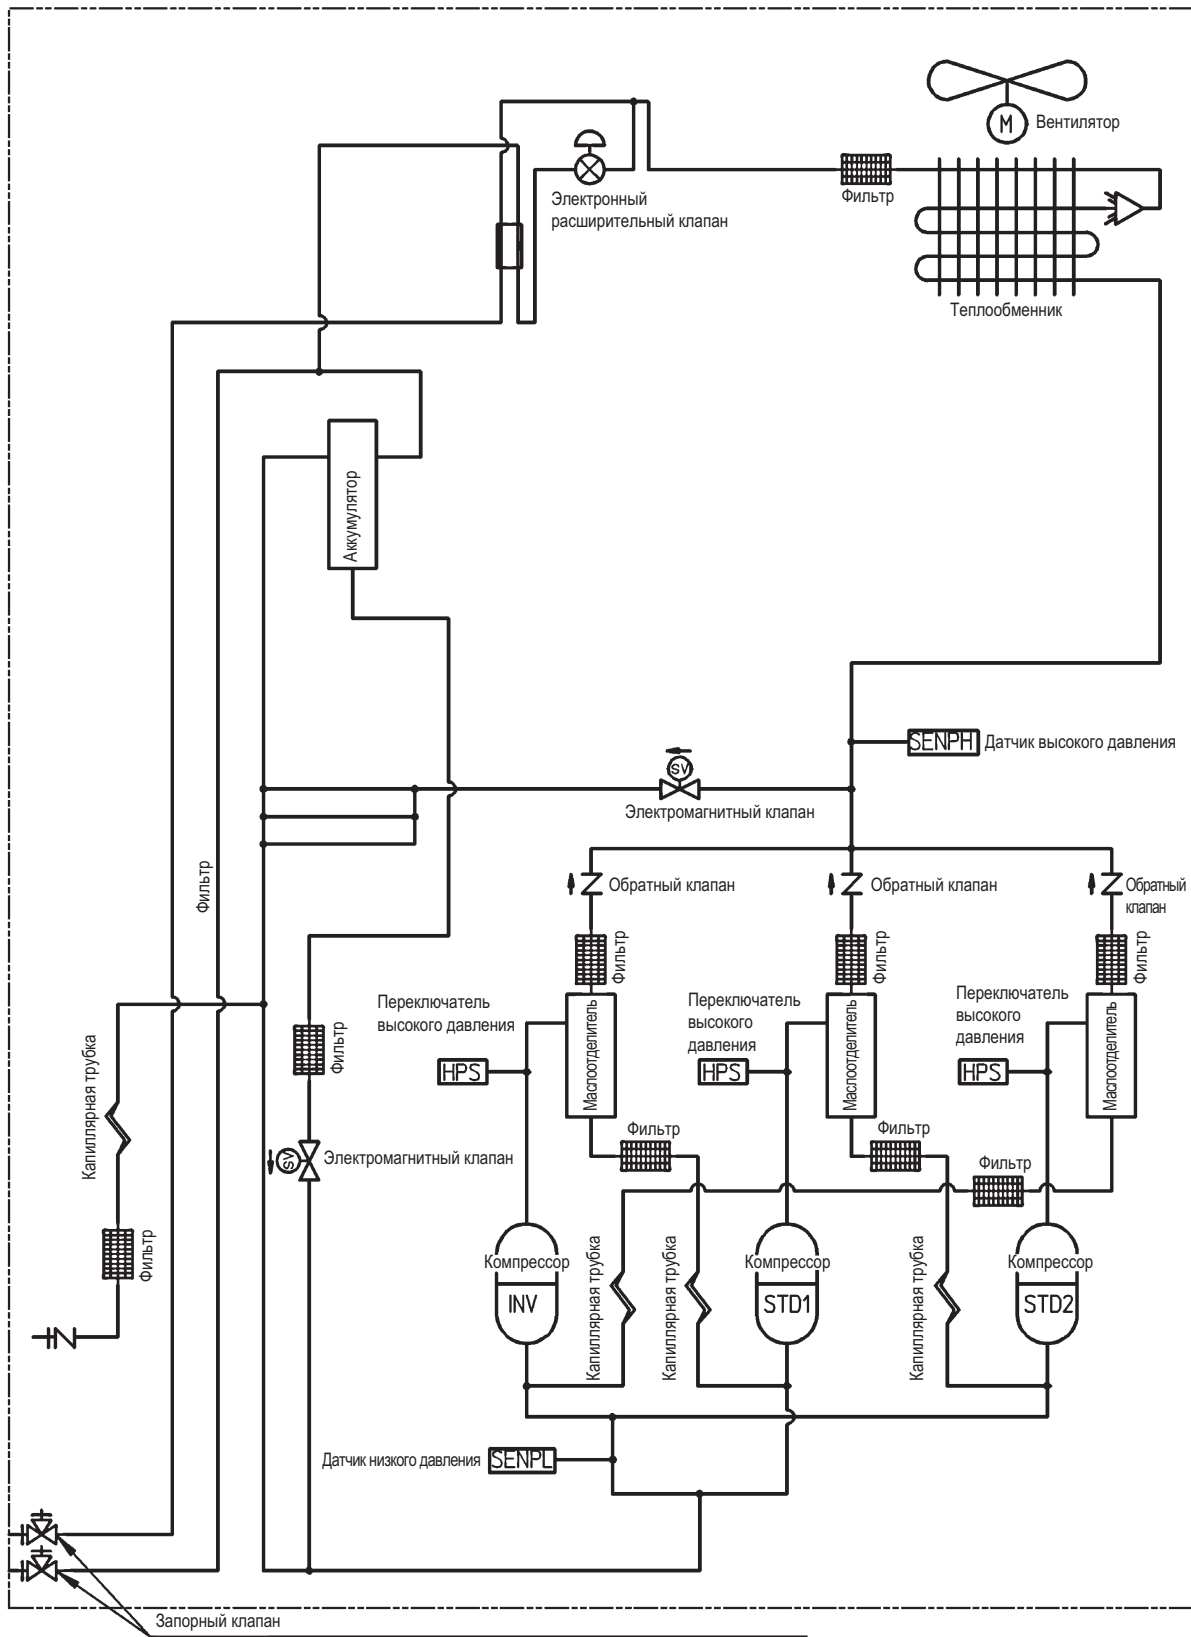 M
Вентилятор
Электронный
расширительный клапан
Фильтр
Теплообменник
Аккумулятор
SENPH
Датчик высокого давления
SV
Электромагнитный клапан
Фильтр
Обратный клапан
Обратный клапан
Обратный
клапан
Фильтр
Фильтр
Фильтр
Переключатель
высокого давления
Переключатель
высокого
давления
Переключатель
высокого
давления
Маслоотделитель
Маслоотделитель
Маслоотделитель
HPS
HPS
HPS
Капиллярная трубка
Фильтр
SV
Электромагнитный клапан
Фильтр
Фильтр
Фильтр
Фильтр
Компрессор
INV
Капиллярная трубка
Капиллярная трубка
Компрессор
STD1
Капиллярная трубка
Компрессор
STD2
Датчик низкого давления
SENPL
Запорный клапан